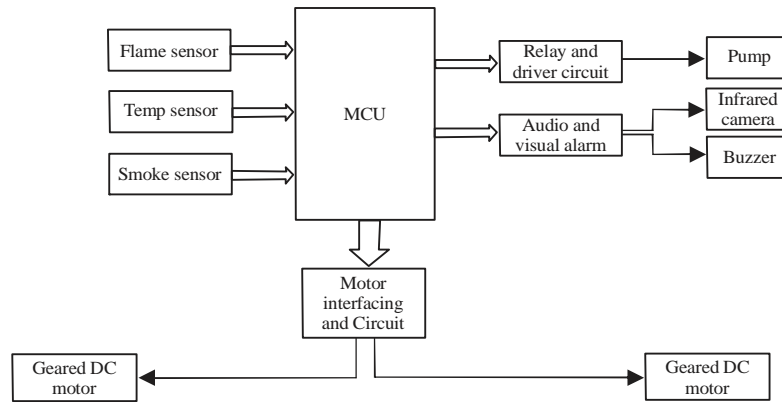 Flame sensor
Temp sensor
Smoke sensor
MCU
Relay and
driver circuit
Pump
Audio and
visual alarm
Infrared
camera
Buzzer
Motor
interfacing
and Circuit
Geared DC
motor
Geared DC
motor